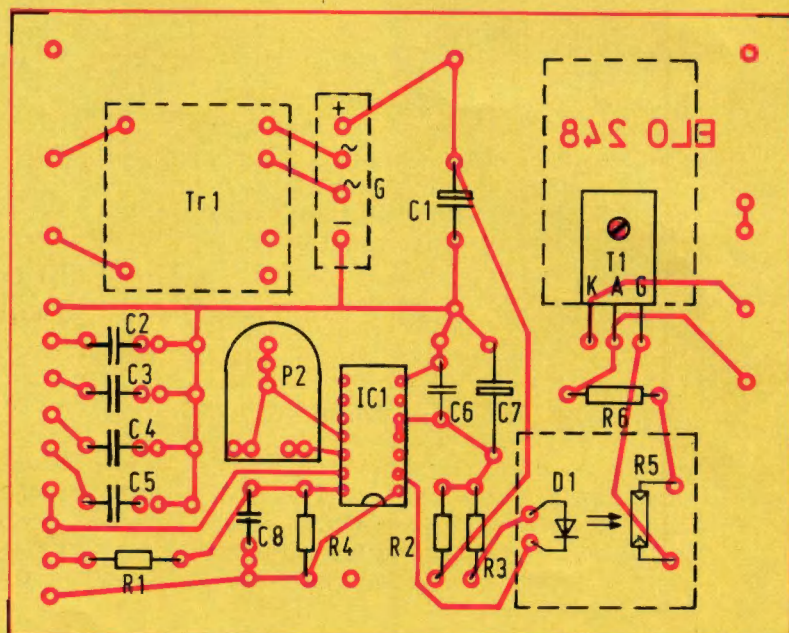 +
~
~
G
−
Tr1
C1
ELO 248
T1
K A G
C2
C3
C4
C5
P2
IC1
C6
C7
R6
C8
R4
R2
R3
D1
R5
R1